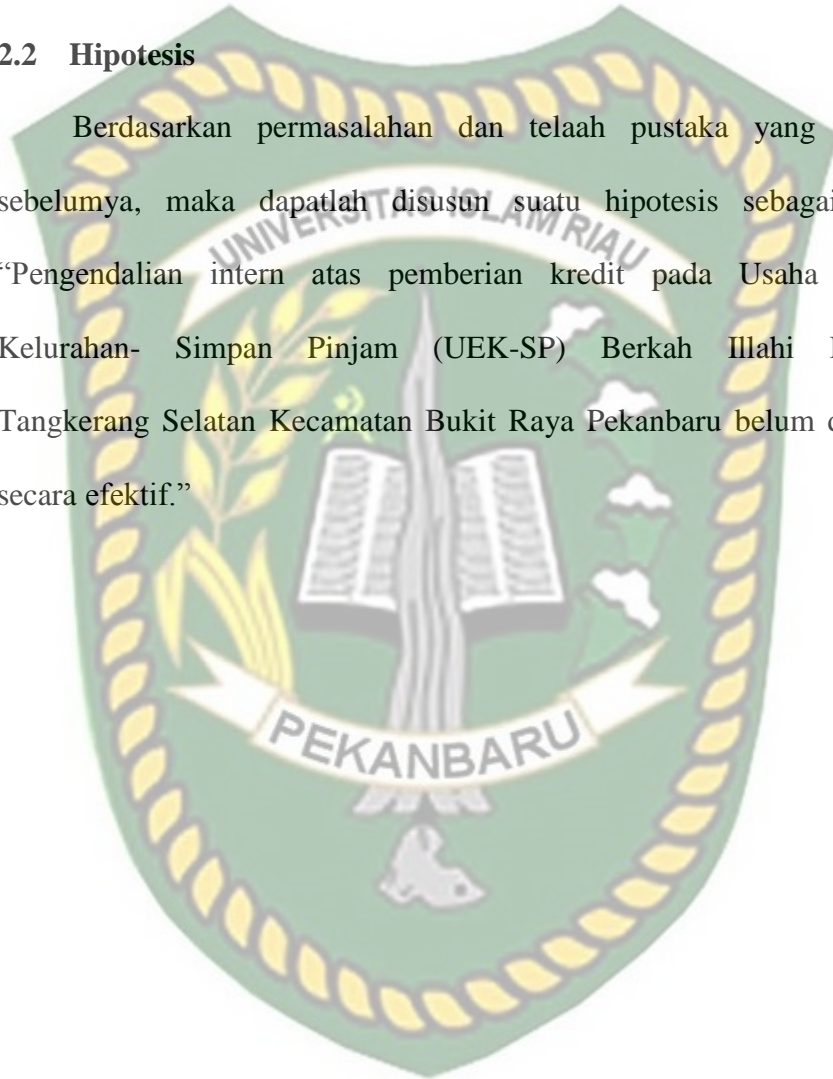 2.2 Hipotesis
Berdasarkan permasalahan dan telaah pustaka yang
sebelumya, maka dapatlah disusun suatu hipotesis sebagai
“Pengendalian intern atas pemberian kredit pada Usaha
Kelurahan- Simpan Pinjam (UEK-SP) Berkah Illahi
Tangkerang Selatan Kecamatan Bukit Raya Pekanbaru belum
secara efektif.”
UNIVERSITAS ISLAM RIAU
PEKANBARU